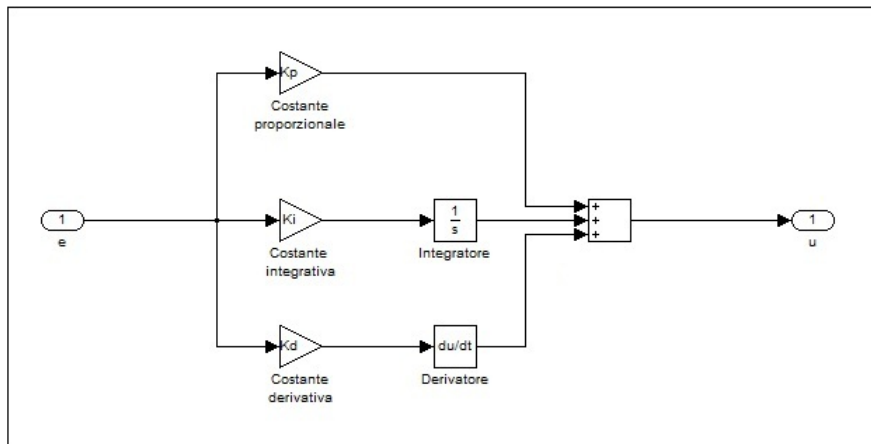 Kp
Costante
proporzionale
1
e
Ki
Costante
integrativa
1
s
Integratore
+
+
+
1
u
Kd
Costante
derivativa
du/dt
Derivatore